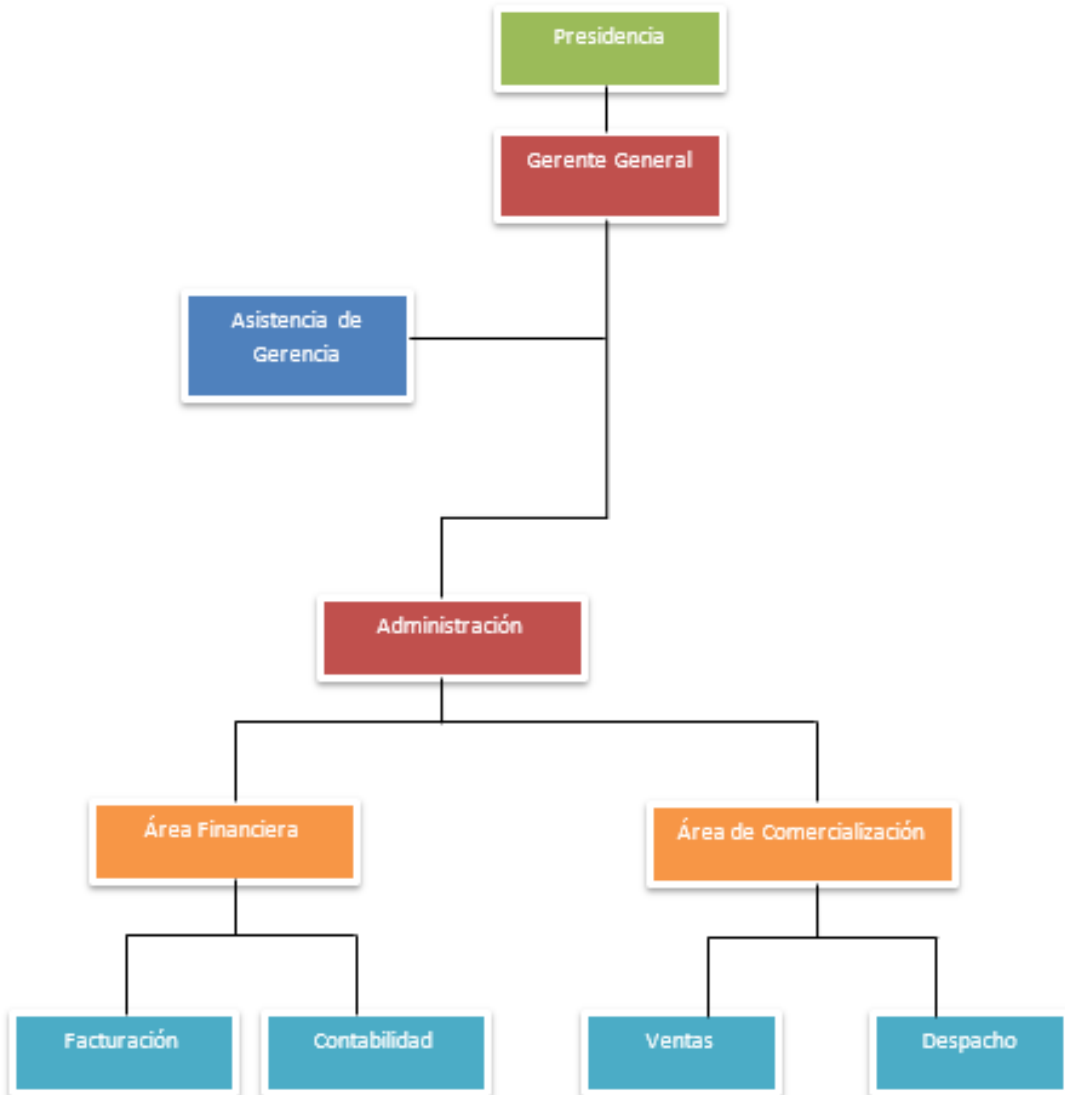 Presidencia
Gerente General
Asistencia de
Gerencia
Administración
Área Financiera
Área de Comercialización
Facturación
Contabilidad
Ventas
Despacho